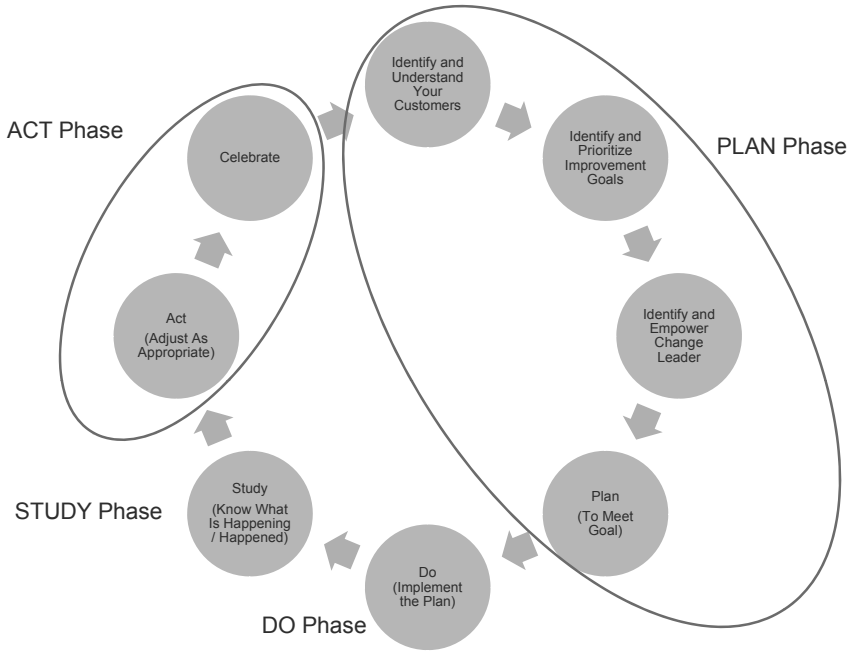 Identify and
Understand
Your
Customers
ACT Phase
Celebrate
Identify and
Prioritize
Improvement
Goals
PLAN Phase
Act
(Adjust As
Appropriate)
Identify and
Empower
Change
Leader
STUDY Phase
Study
(Know What
Is Happening
/ Happened)
Plan
(To Meet
Goal)
Do
(Implement
the Plan)
DO Phase